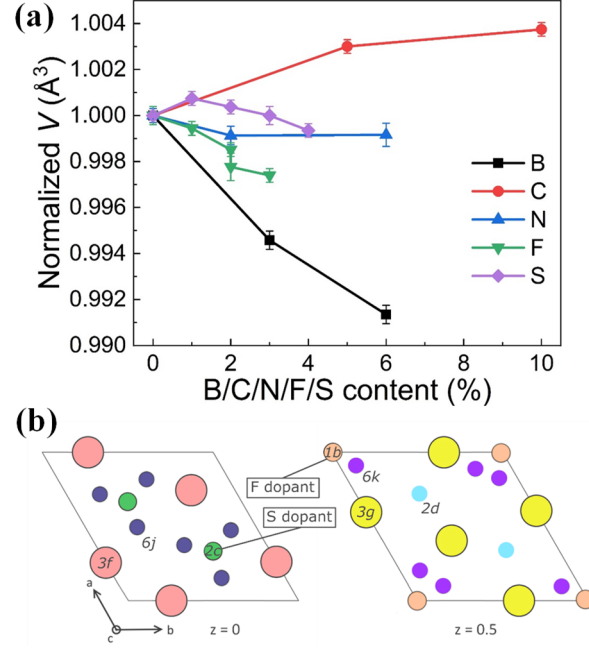 (a)
Normalized V (Å³)
1.004
1.002
1.000
0.998
0.996
0.994
0.992
0.990
B
C
N
F
S
0 2 4 6 8 10
B/C/N/F/S content (%)
(b)
1b
6k
F dopant
2d
S dopant
3g
6j
2c
3f
a
b
c
z = 0
z = 0.5